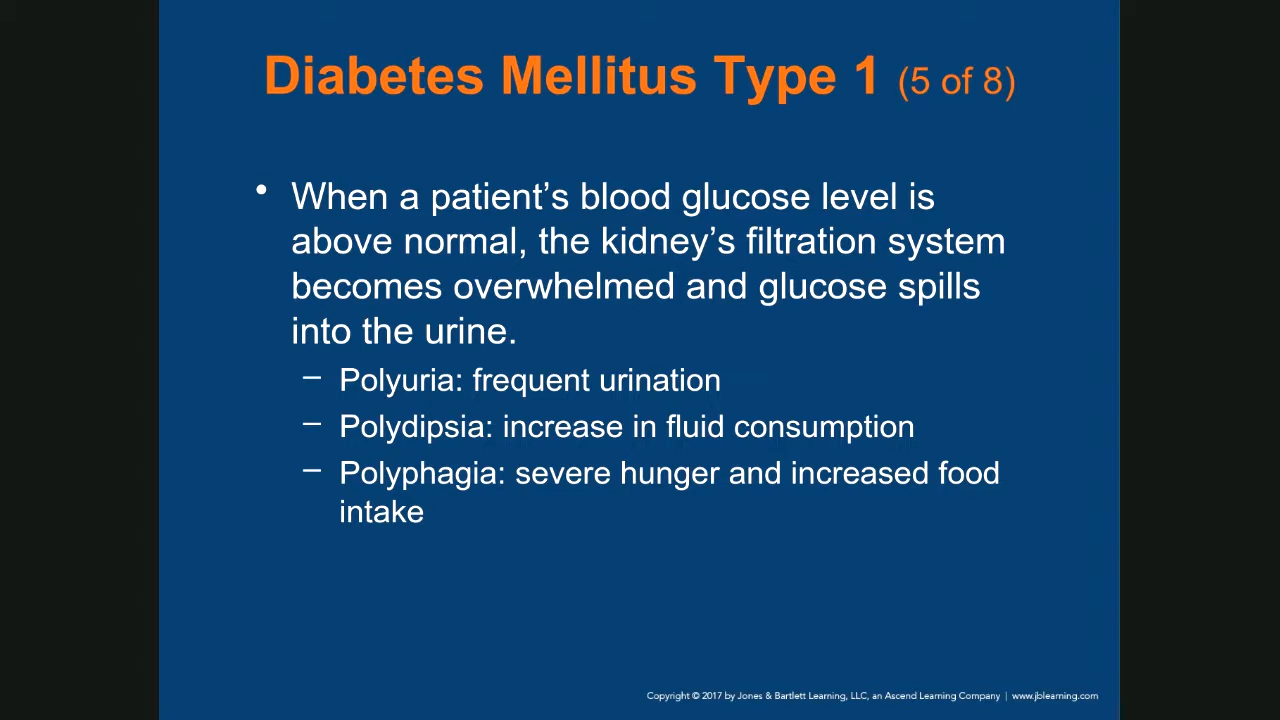 Diabetes Mellitus Type 1 (5 of 8)
• When a patient’s blood glucose level is
above normal, the kidney’s filtration system
becomes overwhelmed and glucose spills
into the urine.
– Polyuria: frequent urination
– Polydipsia: increase in fluid consumption
– Polyphagia: severe hunger and increased food
intake
Copyright © 2017 by Jones & Bartlett Learning, LLC, an Ascend Learning Company | www.jblearning.com